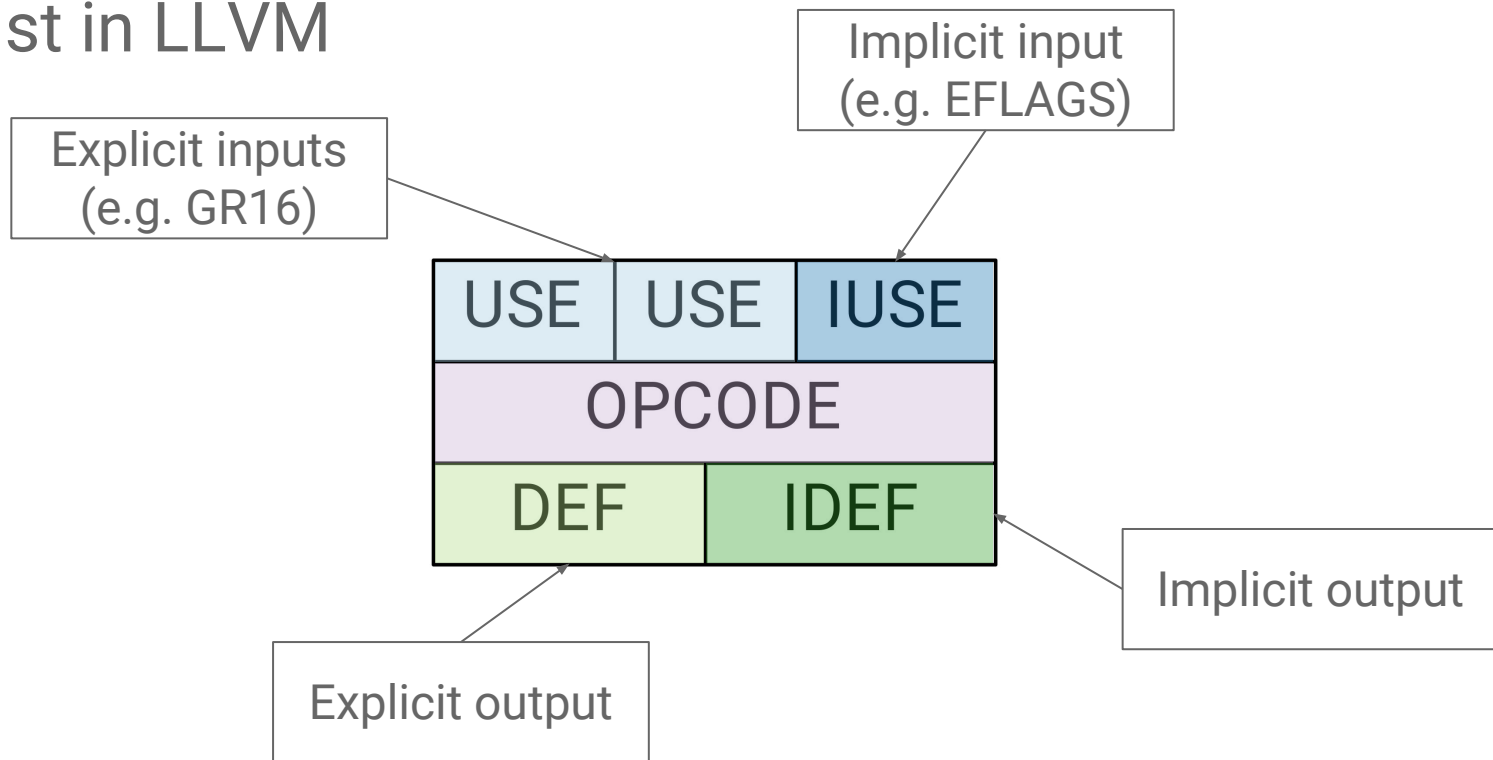 st in LLVM
Implicit input
(e.g. EFLAGS)
Explicit inputs
(e.g. GR16)
USE USE IUSE
OPCODE
DEF IDEF
Implicit output
Explicit output